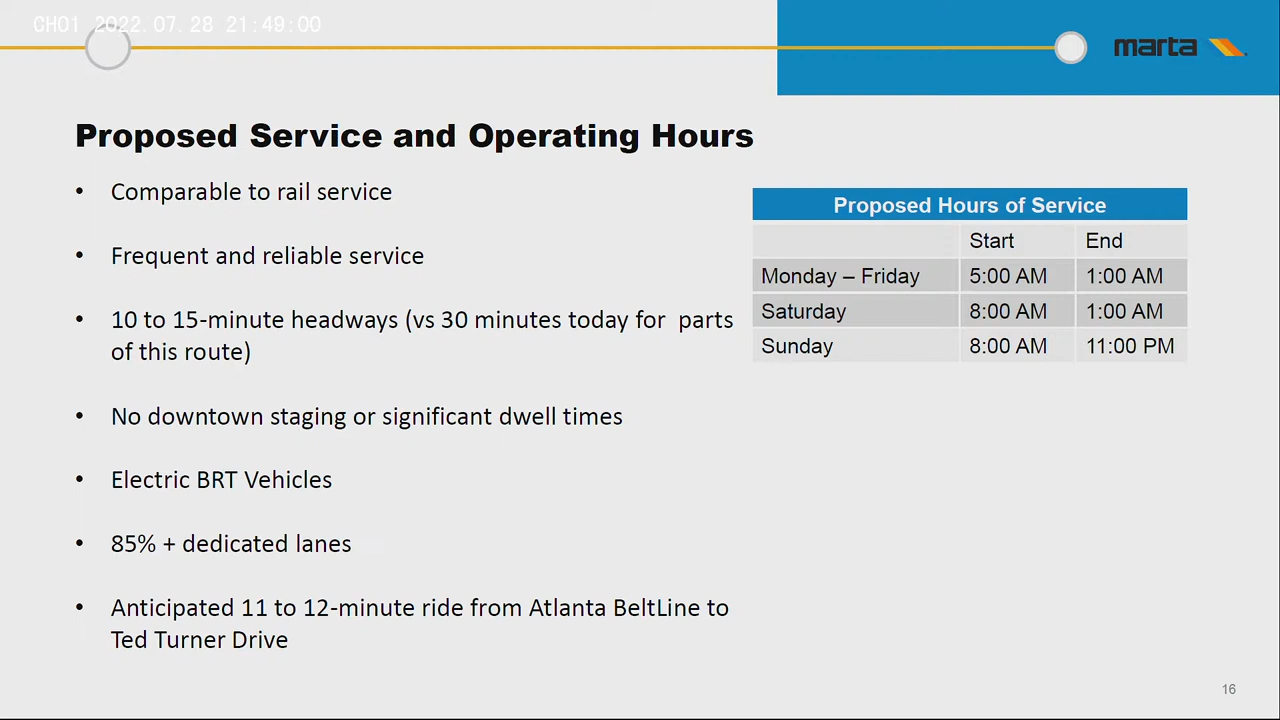 CH01 2022.07.28 21:49:00
marta
Proposed Service and Operating Hours
• Comparable to rail service
• Frequent and reliable service
• 10 to 15-minute headways (vs 30 minutes today for parts
of this route)
• No downtown staging or significant dwell times
• Electric BRT Vehicles
• 85% + dedicated lanes
• Anticipated 11 to 12-minute ride from Atlanta BeltLine to
Ted Turner Drive
Proposed Hours of Service
Start End
Monday – Friday 5:00 AM 1:00 AM
Saturday 8:00 AM 1:00 AM
Sunday 8:00 AM 11:00 PM
16